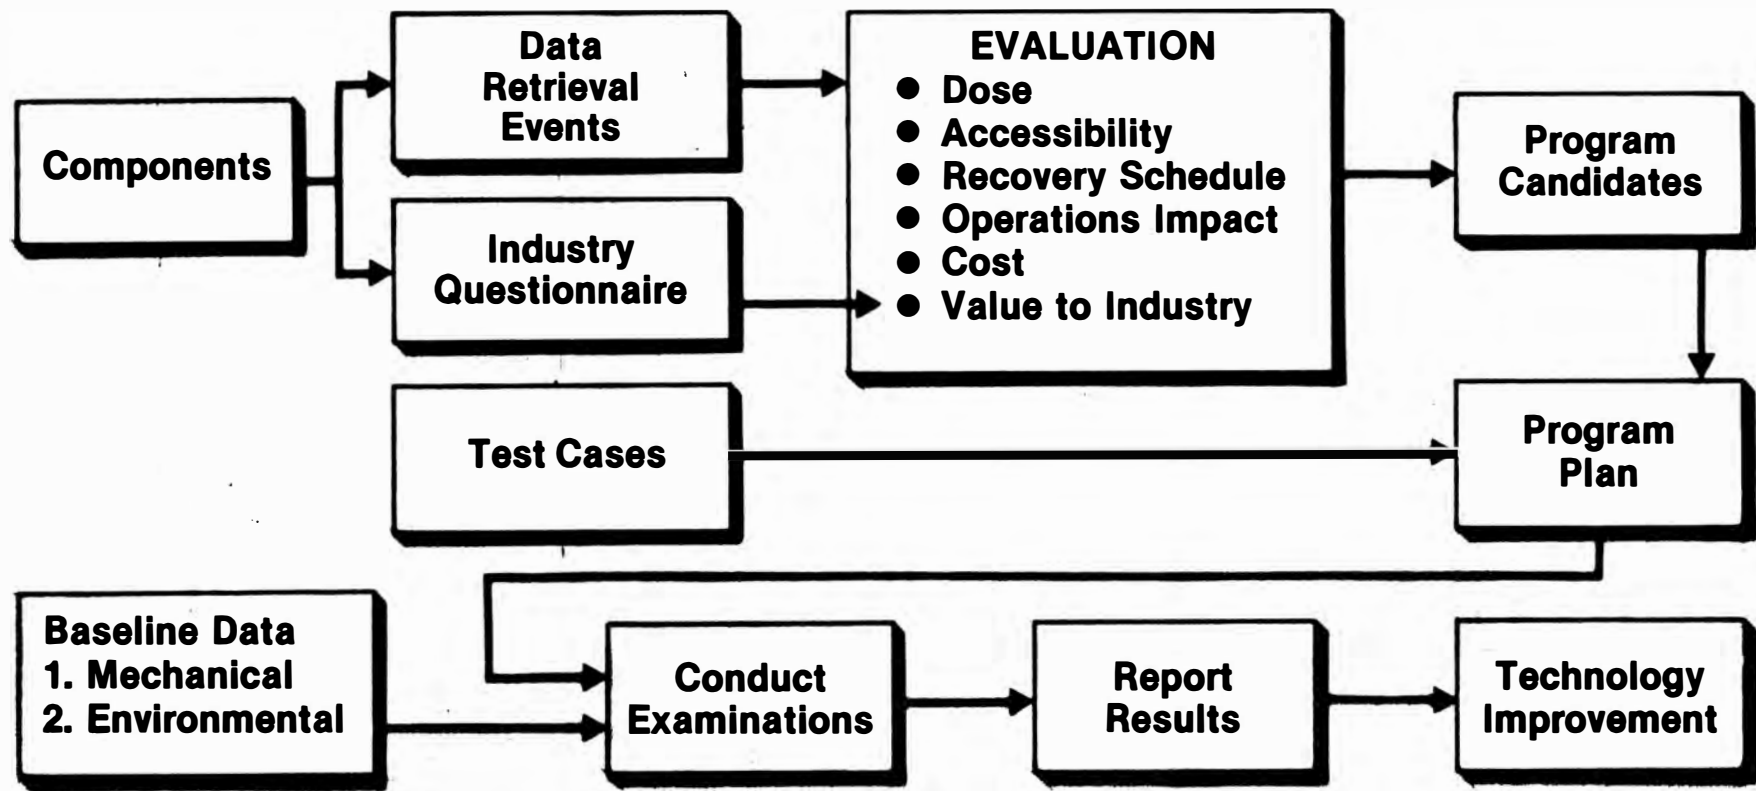 Components
Data
Retrieval
Events
Industry
Questionnaire
EVALUATION
● Dose
● Accessibility
● Recovery Schedule
● Operations Impact
● Cost
● Value to Industry
Program
Candidates
Test Cases
Program
Plan
Baseline Data
1. Mechanical
2. Environmental
Conduct
Examinations
Report
Results
Technology
Improvement